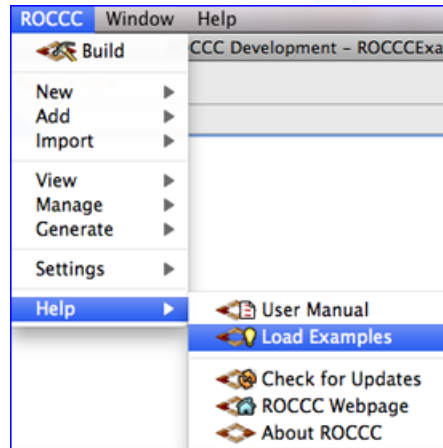 ROCCC Window Help
Build
CCC Development – ROCCCExa
New
Add
Import
View
Manage
Generate
Settings
Help
User Manual
Load Examples
Check for Updates
ROCCC Webpage
About ROCCC